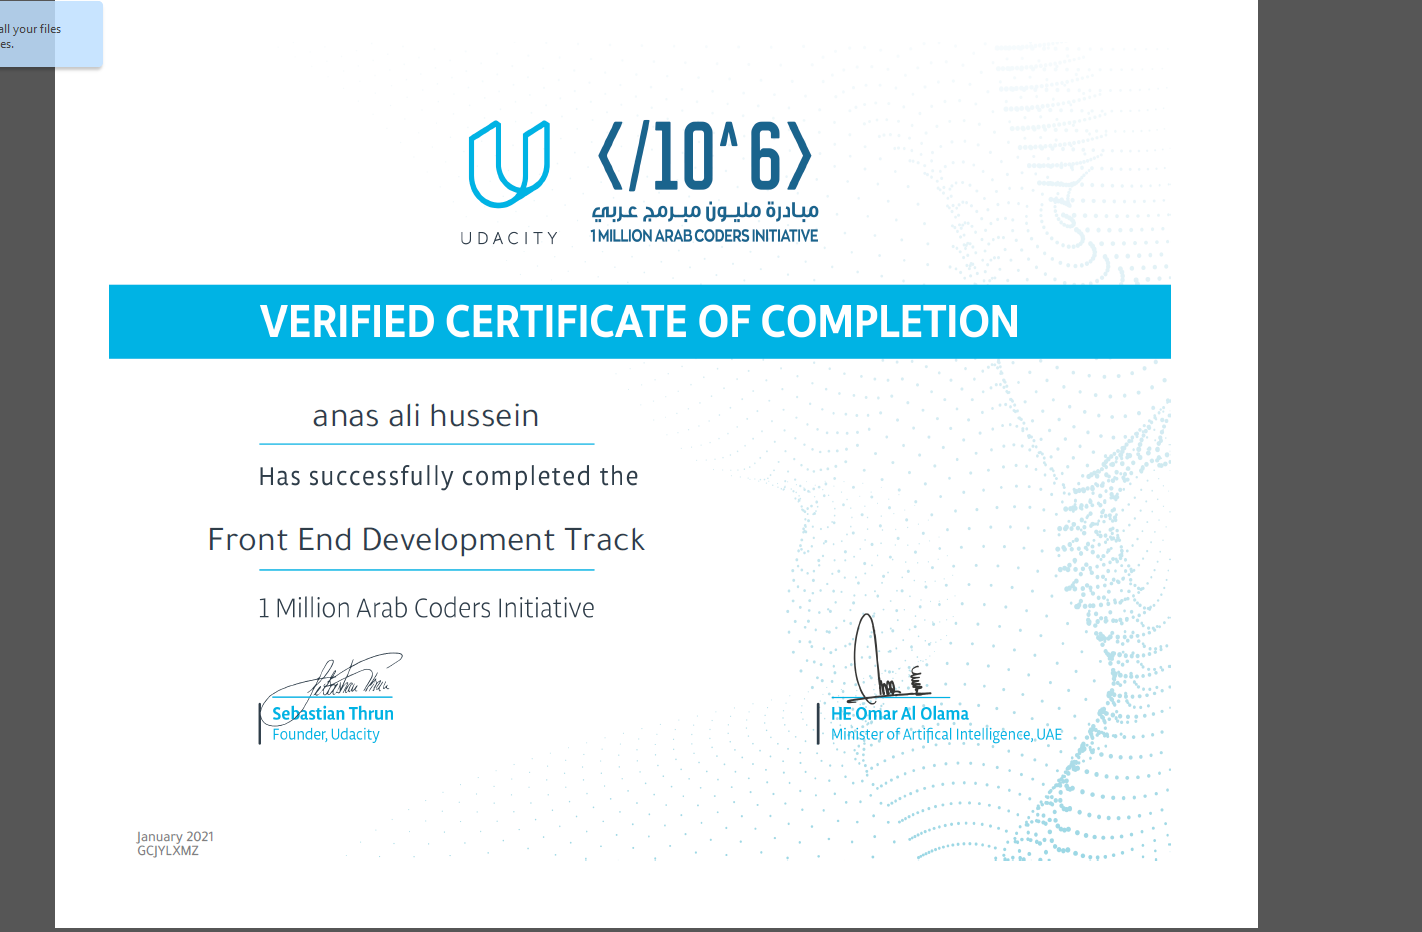 all your files
es.
UDACITY
</10^6>
مبادرة مليون مبرمج عربي
1 MILLION ARAB CODERS INITIATIVE
VERIFIED CERTIFICATE OF COMPLETION
anas ali hussein
Has successfully completed the
Front End Development Track
1 Million Arab Coders Initiative
Sebastian Thrun
Sebastian Thrun
Founder, Udacity
HE Omar Al Olama
Minister of Artifical Intelligence, UAE
January 2021
GCJYLXMZ